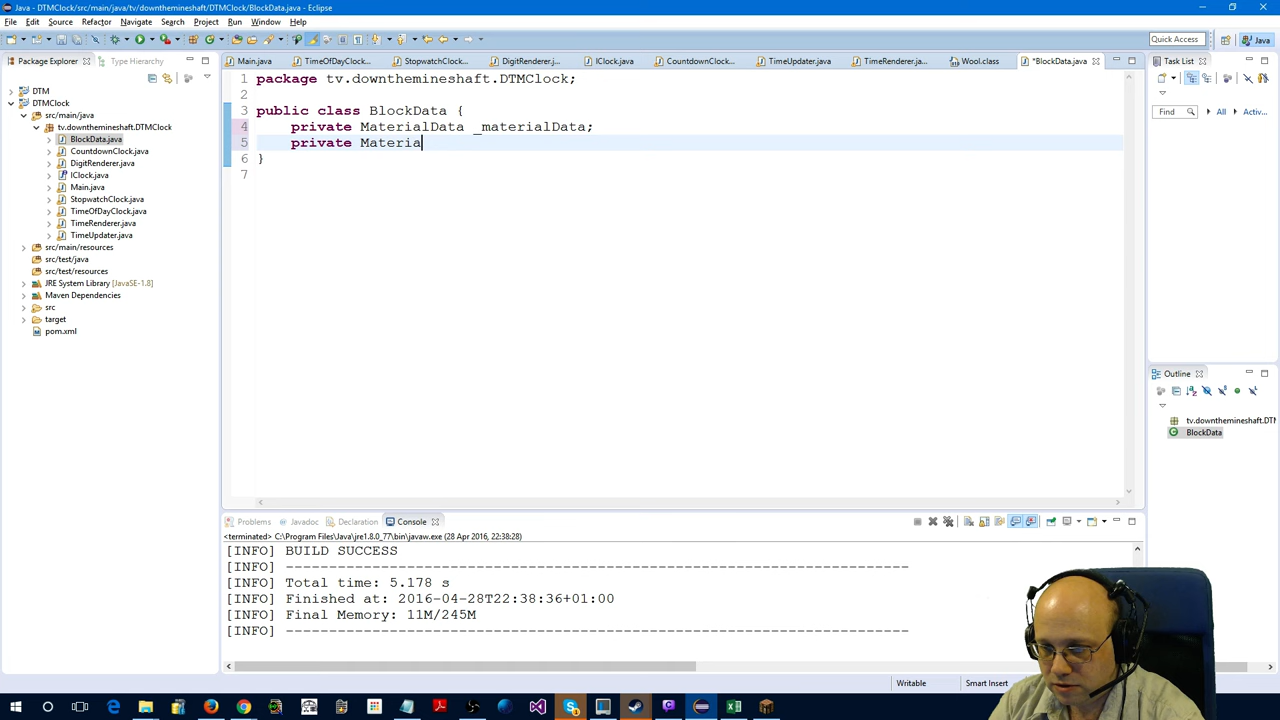 Java - DTMClock/src/main/java/tv/downthemineshaft/DTMClock/BlockData.java - Eclipse
File Edit Source Refactor Navigate Search Project Run Window Help
Quick Access Java
Package Explorer Type Hierarchy
Main.java TimeOfDayClock... StopwatchClock... DigitRenderer.j... IClock.java CountdownClock... TimeUpdater.java TimeRenderer.ja... Wool.class *BlockData.java
Task List
Find All Activ
DTM
DTMClock
src/main/java
tv.downthemineshaft.DTMClock
BlockData.java
CountdownClock.java
DigitRenderer.java
IClock.java
Main.java
StopwatchClock.java
TimeOfDayClock.java
TimeRenderer.java
TimeUpdater.java
src/main/resources
src/test/java
src/test/resources
JRE System Library [JavaSE-1.8]
Maven Dependencies
src
target
pom.xml
1 package tv.downthemineshaft.DTMClock;
2
3 public class BlockData {
4 private MaterialData _materialData;
5 private Materia
6 }
7
Outline
tv.downthemineshaft.DTM
BlockData
Problems Javadoc Declaration Console
<terminated> C:\Program Files\Java\jre1.8.0_77\bin\javaw.exe (28 Apr 2016, 22:38:28)
[INFO] BUILD SUCCESS
[INFO] ------------------------------------------------------------------------
[INFO] Total time: 5.178 s
[INFO] Finished at: 2016-04-28T22:38:36+01:00
[INFO] Final Memory: 11M/245M
[INFO] ------------------------------------------------------------------------
Writable Smart Insert